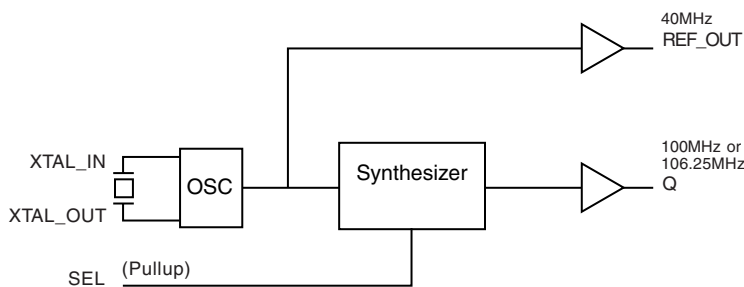 40MHz
REF_OUT
XTAL_IN
OSC
Synthesizer
100MHz or
106.25MHz
Q
XTAL_OUT
SEL (Pullup)